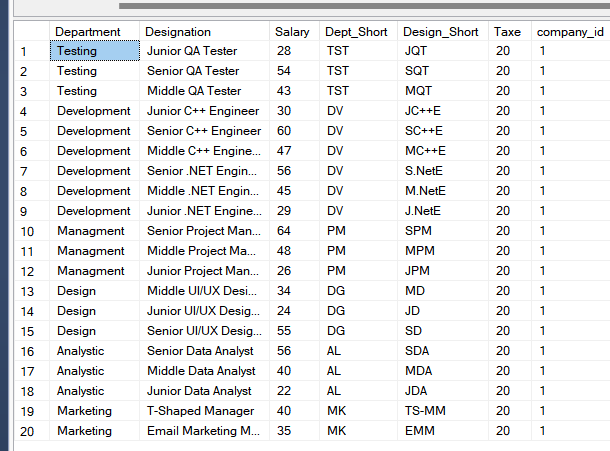 Department Designation Salary Dept_Short Design_Short Taxe company_id
1 Testing Junior QA Tester 28 TST JQT 20 1
2 Testing Senior QA Tester 54 TST SQT 20 1
3 Testing Middle QA Tester 43 TST MQT 20 1
4 Development Junior C++ Engineer 30 DV JC++E 20 1
5 Development Senior C++ Engineer 60 DV SC++E 20 1
6 Development Middle C++ Engine... 47 DV MC++E 20 1
7 Development Senior .NET Engin... 56 DV S.NetE 20 1
8 Development Middle .NET Engin... 45 DV M.NetE 20 1
9 Development Junior .NET Engine... 29 DV J.NetE 20 1
10 Managment Senior Project Man... 64 PM SPM 20 1
11 Managment Middle Project Ma... 48 PM MPM 20 1
12 Managment Junior Project Man... 26 PM JPM 20 1
13 Design Middle UI/UX Desi... 34 DG MD 20 1
14 Design Junior UI/UX Desig... 24 DG JD 20 1
15 Design Senior UI/UX Desig... 55 DG SD 20 1
16 Analystic Senior Data Analyst 56 AL SDA 20 1
17 Analystic Middle Data Analyst 40 AL MDA 20 1
18 Analystic Junior Data Analyst 22 AL JDA 20 1
19 Marketing T-Shaped Manager 40 MK TS-MM 20 1
20 Marketing Email Marketing M... 35 MK EMM 20 1